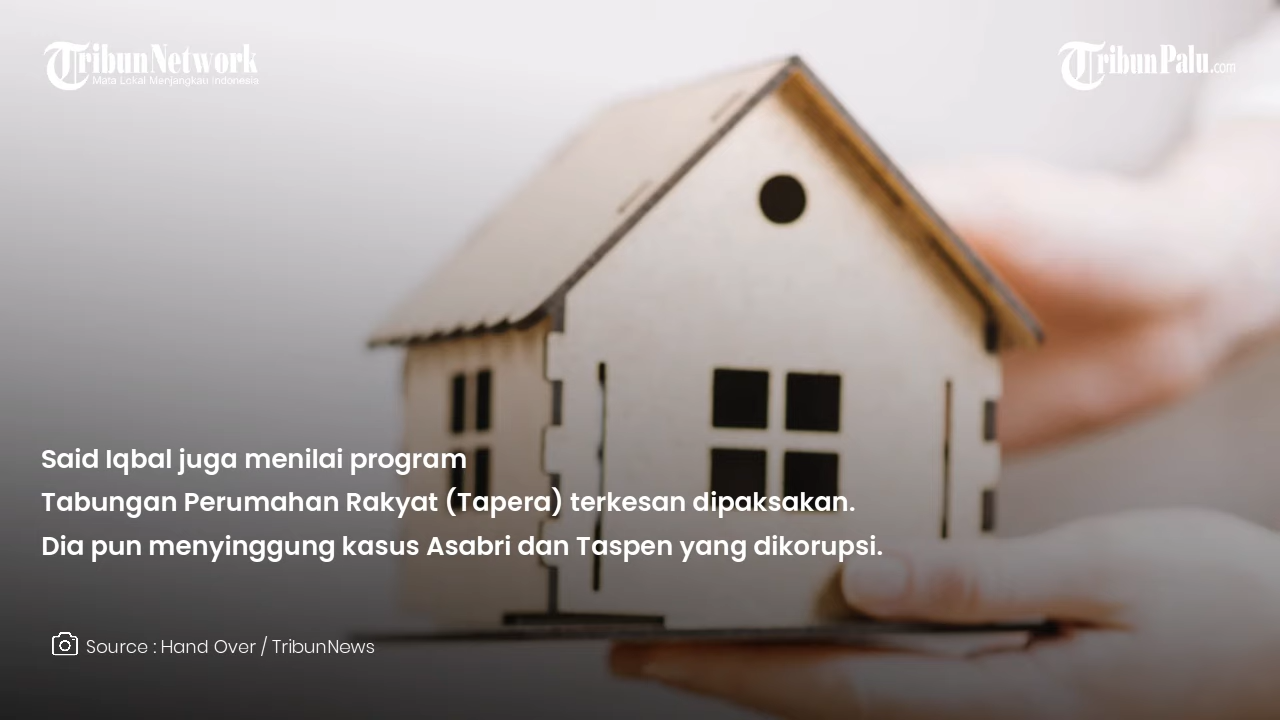 TribunNetwork
Mata Lokal Menjangkau Indonesia
TribunPalu.com
Said Iqbal juga menilai program
Tabungan Perumahan Rakyat (Tapera) terkesan dipaksakan.
Dia pun menyinggung kasus Asabri dan Taspen yang dikorupsi.
Source : Hand Over / TribunNews